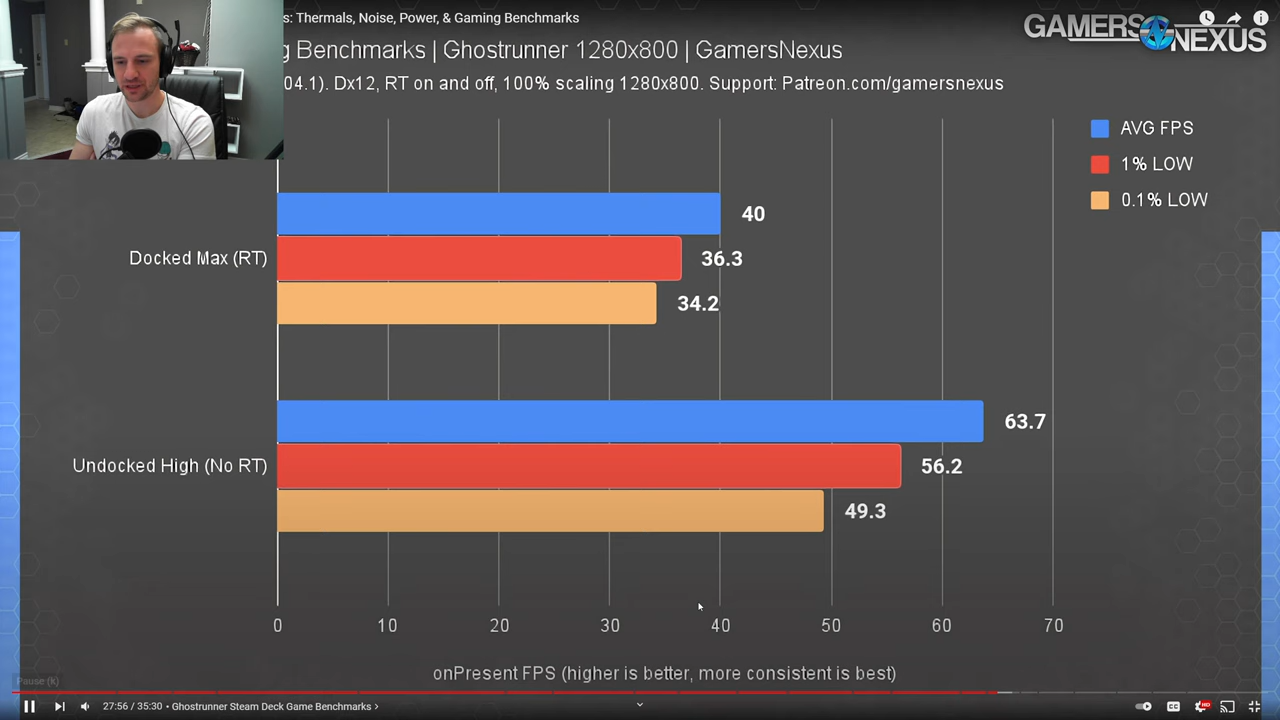 s: Thermals, Noise, Power, & Gaming Benchmarks
GAMERS NEXUS
g Benchmarks | Ghostrunner 1280x800 | GamersNexus
04.1). Dx12, RT on and off, 100% scaling 1280x800. Support: Patreon.com/gamersnexus
AVG FPS
1% LOW
0.1% LOW
Docked Max (RT)
40
36.3
34.2
Undocked High (No RT)
63.7
56.2
49.3
0 10 20 30 40 50 60 70
onPresent FPS (higher is better, more consistent is best)
Pause (k)
27:56 / 35:30 • Ghostrunner Steam Deck Game Benchmarks >
CC
HD